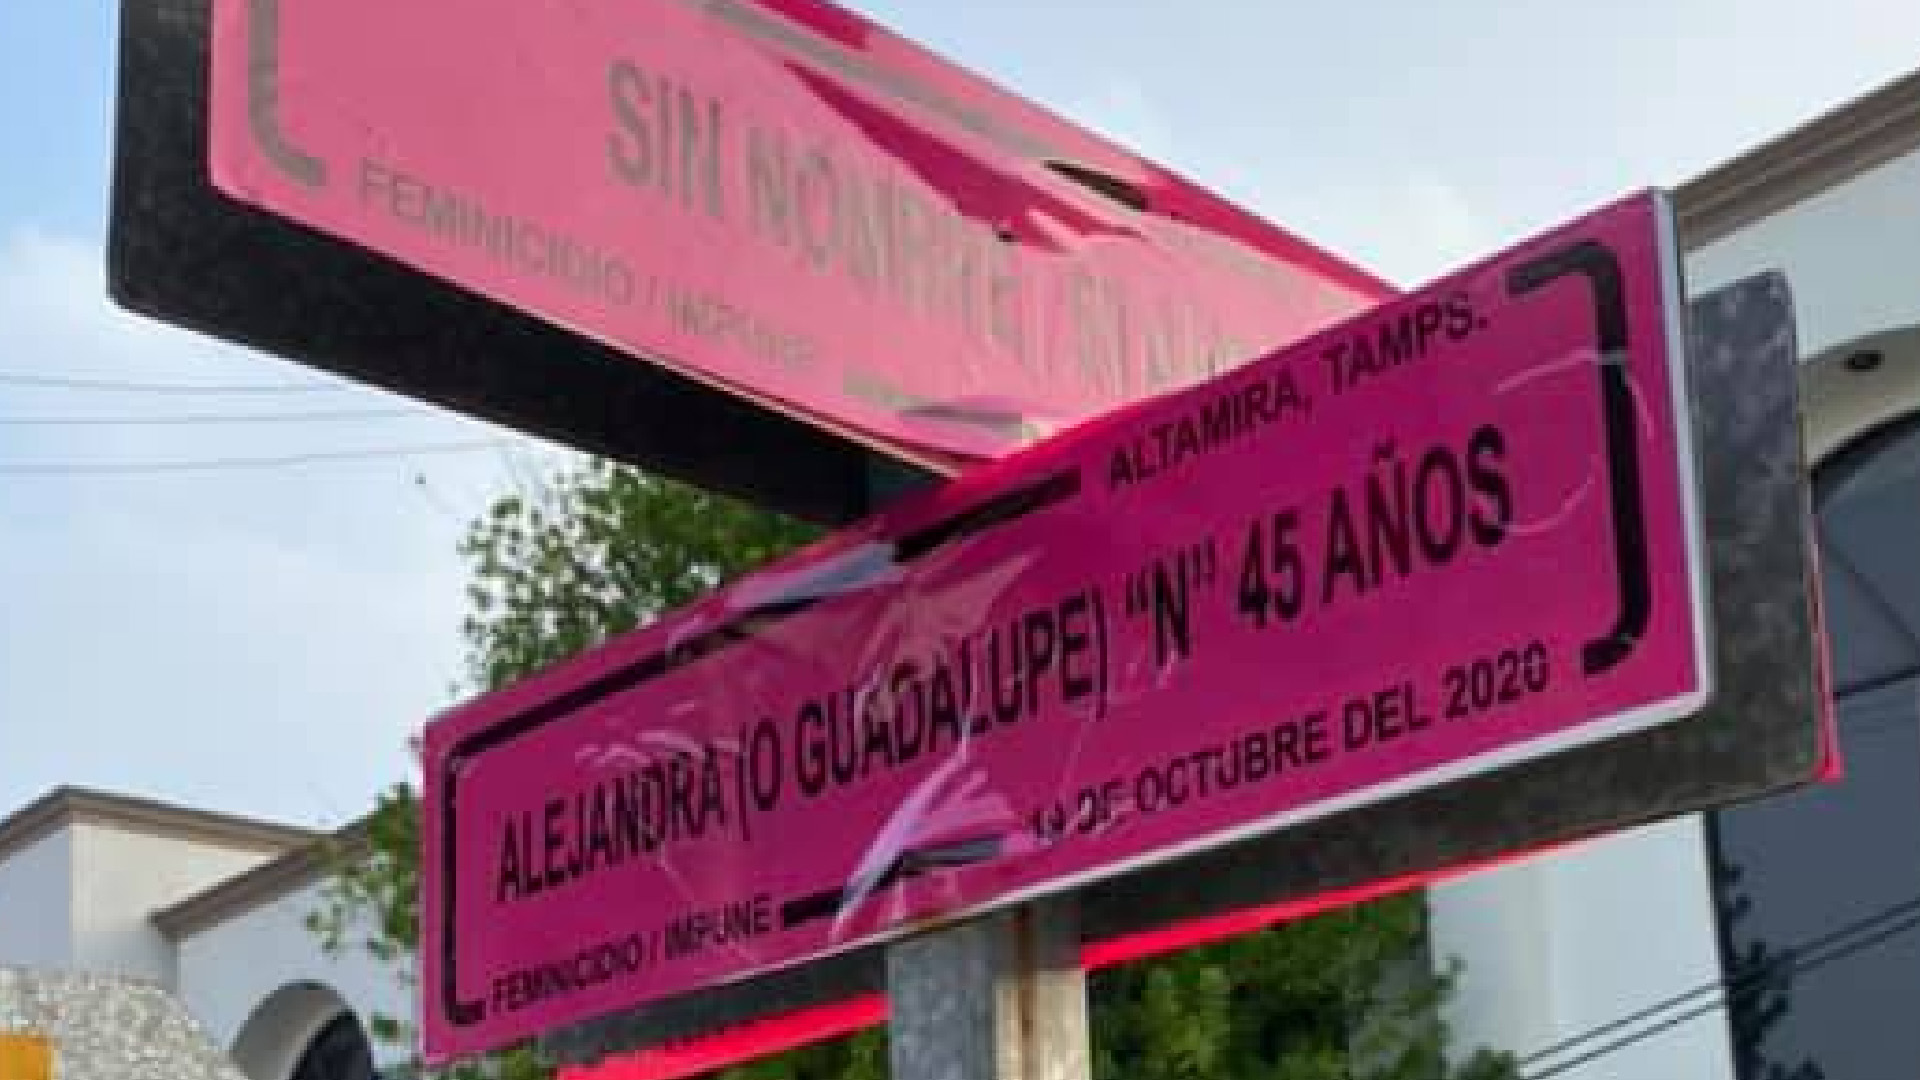 SIN NOMBRE
FEMINICIDIO / IMPUNE
ALTAMIRA, TAMPS.
ALEJANDRA (O GUADALUPE) “N” 45 AÑOS
DE OCTUBRE DEL 2020
FEMINICIDIO / IMPUNE